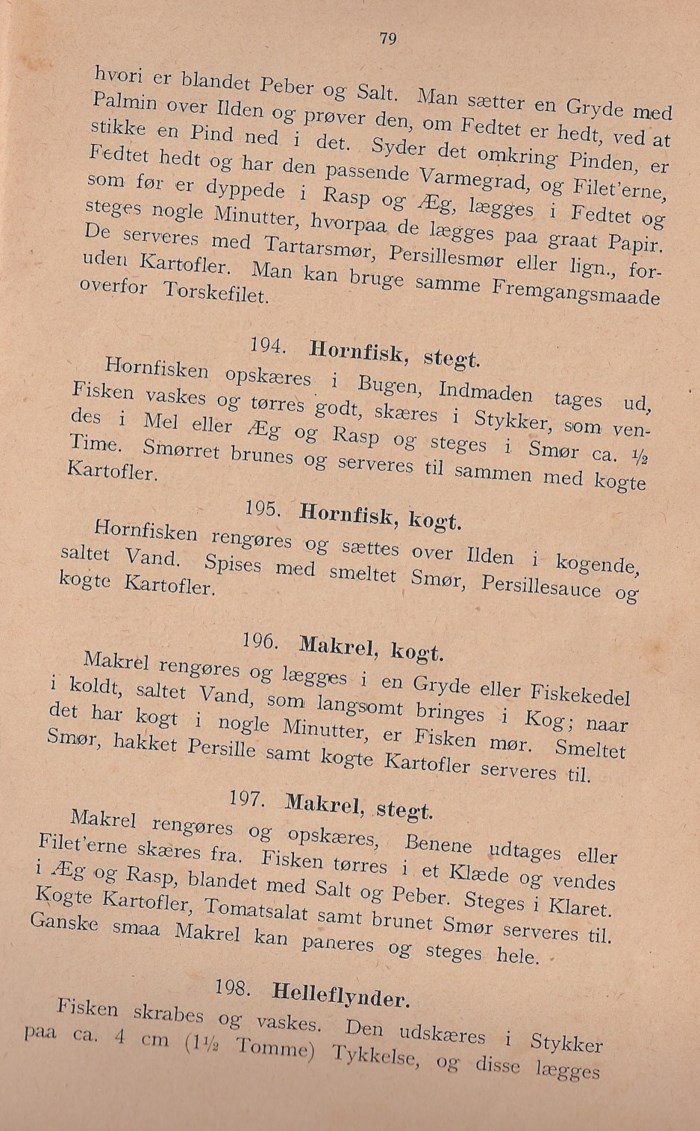 79
hvori er blandet Peber og Salt. Man sætter en Gryde med
Palmin over Ilden og prøver den, om Fedtet er hedt, ved at
stikke en Pind ned i det. Syder det omkring Pinden, er
Fedtet hedt og har den passende Varmegrad, og Filet'erne,
som før er dyppede i Rasp og Æg, lægges i Fedtet og
steges nogle Minutter, hvorpaa de lægges paa graat Papir.
De serveres med Tartarsmør, Persillesmør eller lign., for-
uden Kartofler. Man kan bruge samme Fremgangsmaade
overfor Torskefilet.
194. Hornfisk, stegt.
Hornfisken opskæres i Bugen, Indmaden tages ud,
Fisken vaskes og tørres godt, skæres i Stykker, som ven-
des i Mel eller Æg og Rasp og steges i Smør ca. ½
Time. Smørret brunes og serveres til sammen med kogte
Kartofler.
195. Hornfisk, kogt.
Hornfisken rengøres og sættes over Ilden i kogende,
saltet Vand. Spises med smeltet Smør, Persillesauce og
kogte Kartofler.
196. Makrel, kogt.
Makrel rengøres og lægges i en Gryde eller Fiskekedel
i koldt, saltet Vand, som langsomt bringes i Kog; naar
det har kogt i nogle Minutter, er Fisken mør. Smeltet
Smør, hakket Persille samt kogte Kartofler serveres til.
197. Makrel, stegt.
Makrel rengøres og opskæres, Benene udtages eller
Filet'erne skæres fra. Fisken tørres i et Klæde og vendes
i Æg og Rasp, blandet med Salt og Peber. Steges i Klaret.
Kogte Kartofler, Tomatsalat samt brunet Smør serveres til.
Ganske smaa Makrel kan paneres og steges hele.
198. Helleflynder.
Fisken skrabes og vaskes. Den udskæres i Stykker
paa ca. 4 cm (1½ Tomme) Tykkelse, og disse lægges